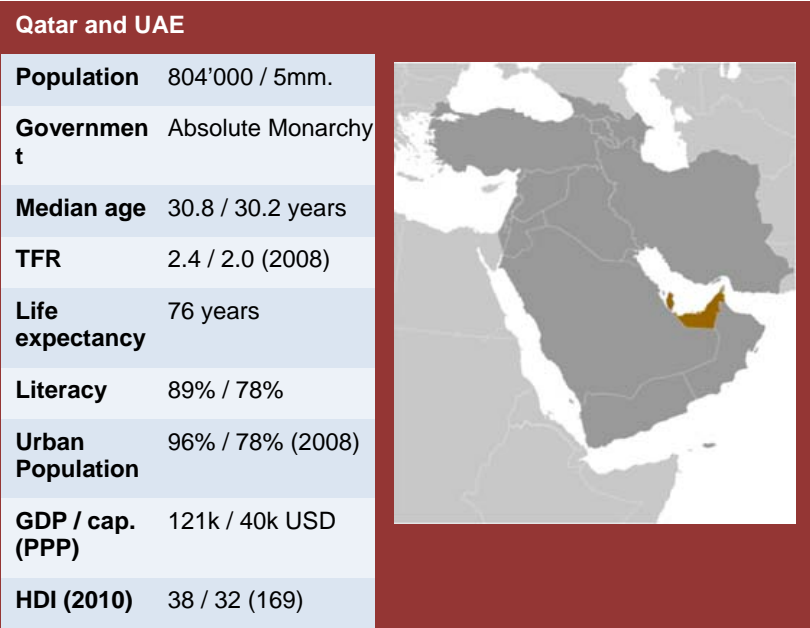 Qatar and UAE
Population 804’000 / 5mm.
Governmen Absolute Monarchy
t
Median age 30.8 / 30.2 years
TFR 2.4 / 2.0 (2008)
Life 76 years
expectancy
Literacy 89% / 78%
Urban 96% / 78% (2008)
Population
GDP / cap. 121k / 40k USD
(PPP)
HDI (2010) 38 / 32 (169)